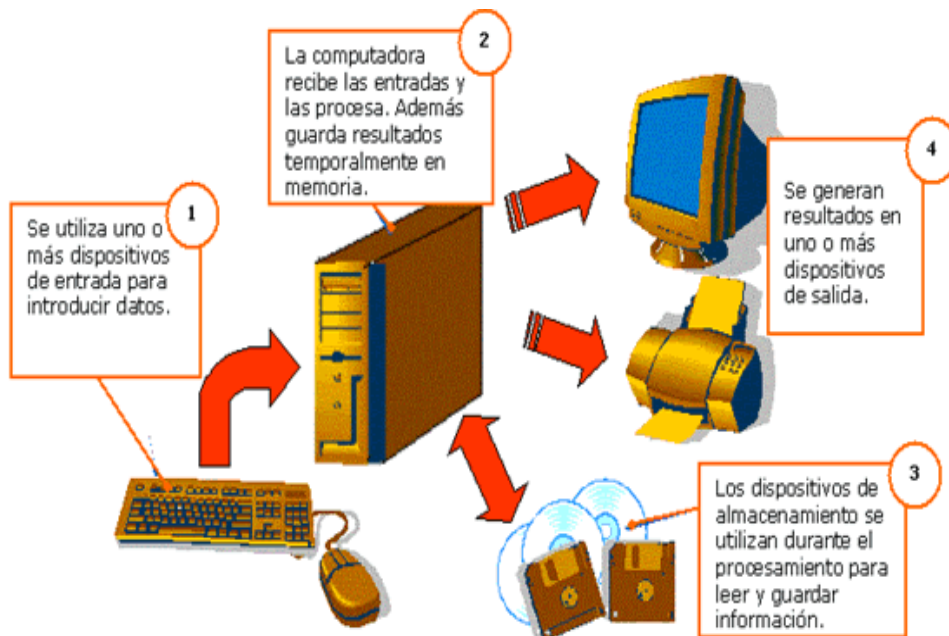 1
Se utiliza uno o
más dispositivos
de entrada para
introducir datos.
2
La computadora
recibe las entradas y
las procesa. Además
guarda resultados
temporalmente en
memoria.
3
Los dispositivos de
almacenamiento se
utilizan durante el
procesamiento para
leer y guardar
información.
4
Se generan
resultados en
uno o más
dispositivos
de salida.